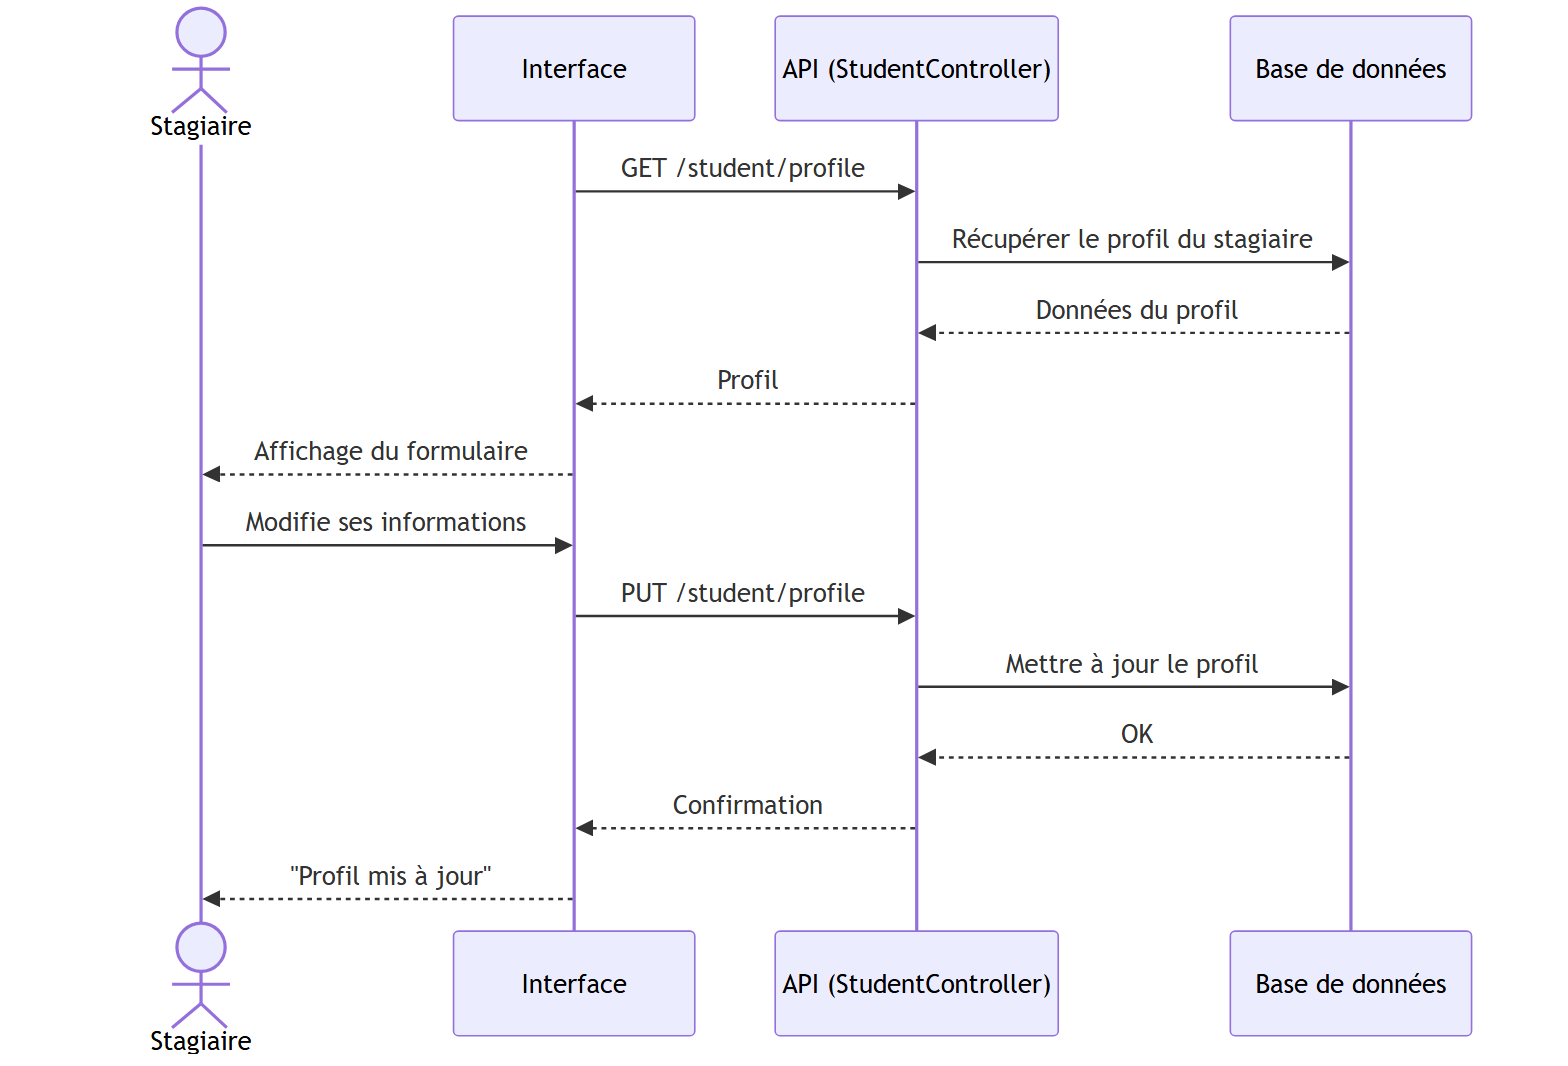 Stagiaire
Interface
API (StudentController)
Base de données
GET /student/profile
Récupérer le profil du stagiaire
Données du profil
Profil
Affichage du formulaire
Modifie ses informations
PUT /student/profile
Mettre à jour le profil
OK
Confirmation
"Profil mis à jour"
Stagiaire
Interface
API (StudentController)
Base de données